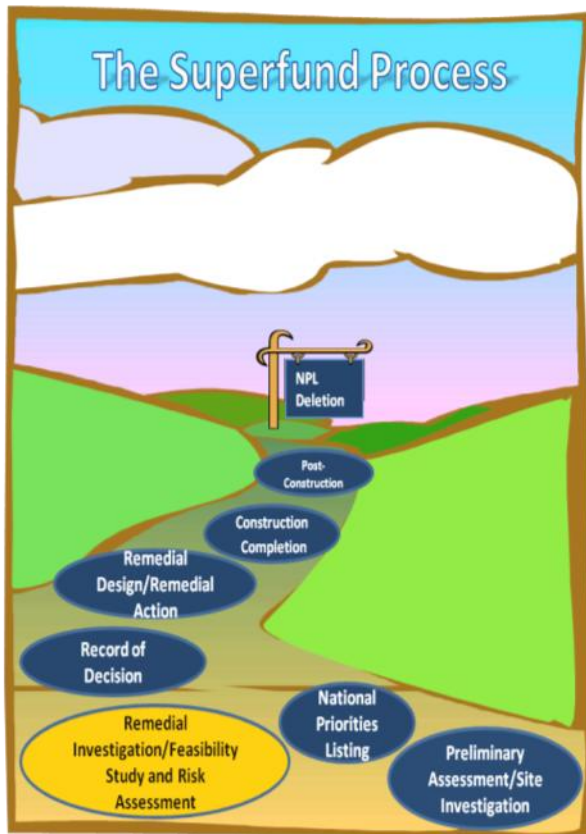 The Superfund Process
NPL
Deletion
Post-
Construction
Construction
Completion
Remedial
Design/Remedial
Action
Record of
Decision
National
Priorities
Listing
Remedial
Investigation/Feasibility
Study and Risk
Assessment
Preliminary
Assessment/Site
Investigation